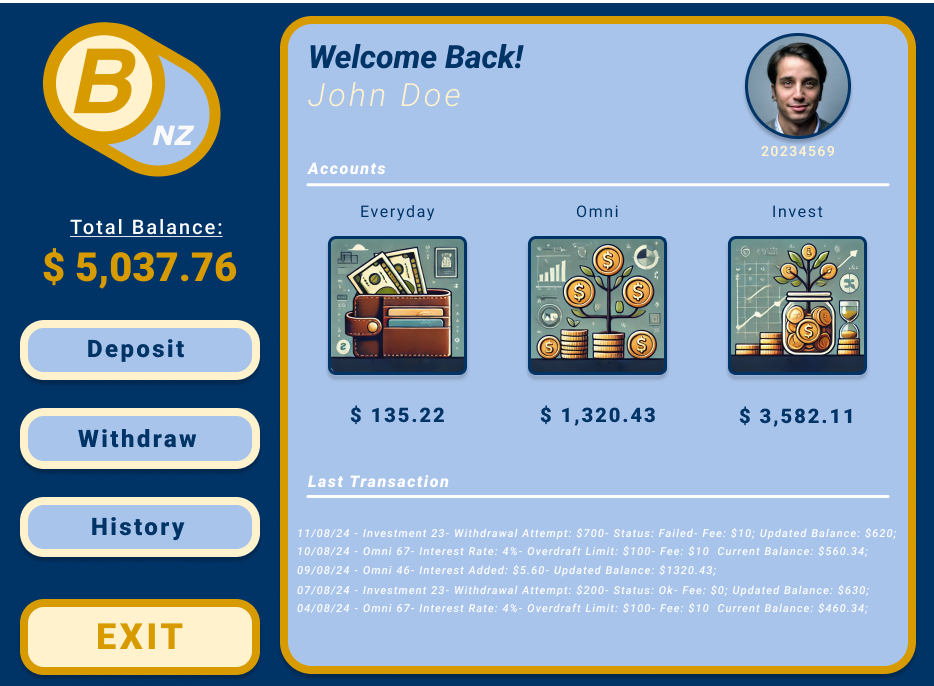 B
NZ
Total Balance:
$ 5,037.76
Deposit
Withdraw
History
EXIT
Welcome Back!
John Doe
20234569
Accounts
Everyday
Omni
Invest
$ 135.22
$ 1,320.43
$ 3,582.11
Last Transaction
11/08/24 - Investment 23- Withdrawal Attempt: $700- Status: Failed- Fee: $10; Updated Balance: $620;
10/08/24 - Omni 67- Interest Rate: 4%- Overdraft Limit: $100- Fee: $10  Current Balance: $560.34;
09/08/24 - Omni 46- Interest Added: $5.60- Updated Balance: $1320.43;
07/08/24 - Investment 23- Withdrawal Attempt: $200- Status: Ok- Fee: $0; Updated Balance: $630;
04/08/24 - Omni 67- Interest Rate: 4%- Overdraft Limit: $100- Fee: $10  Current Balance: $460.34;